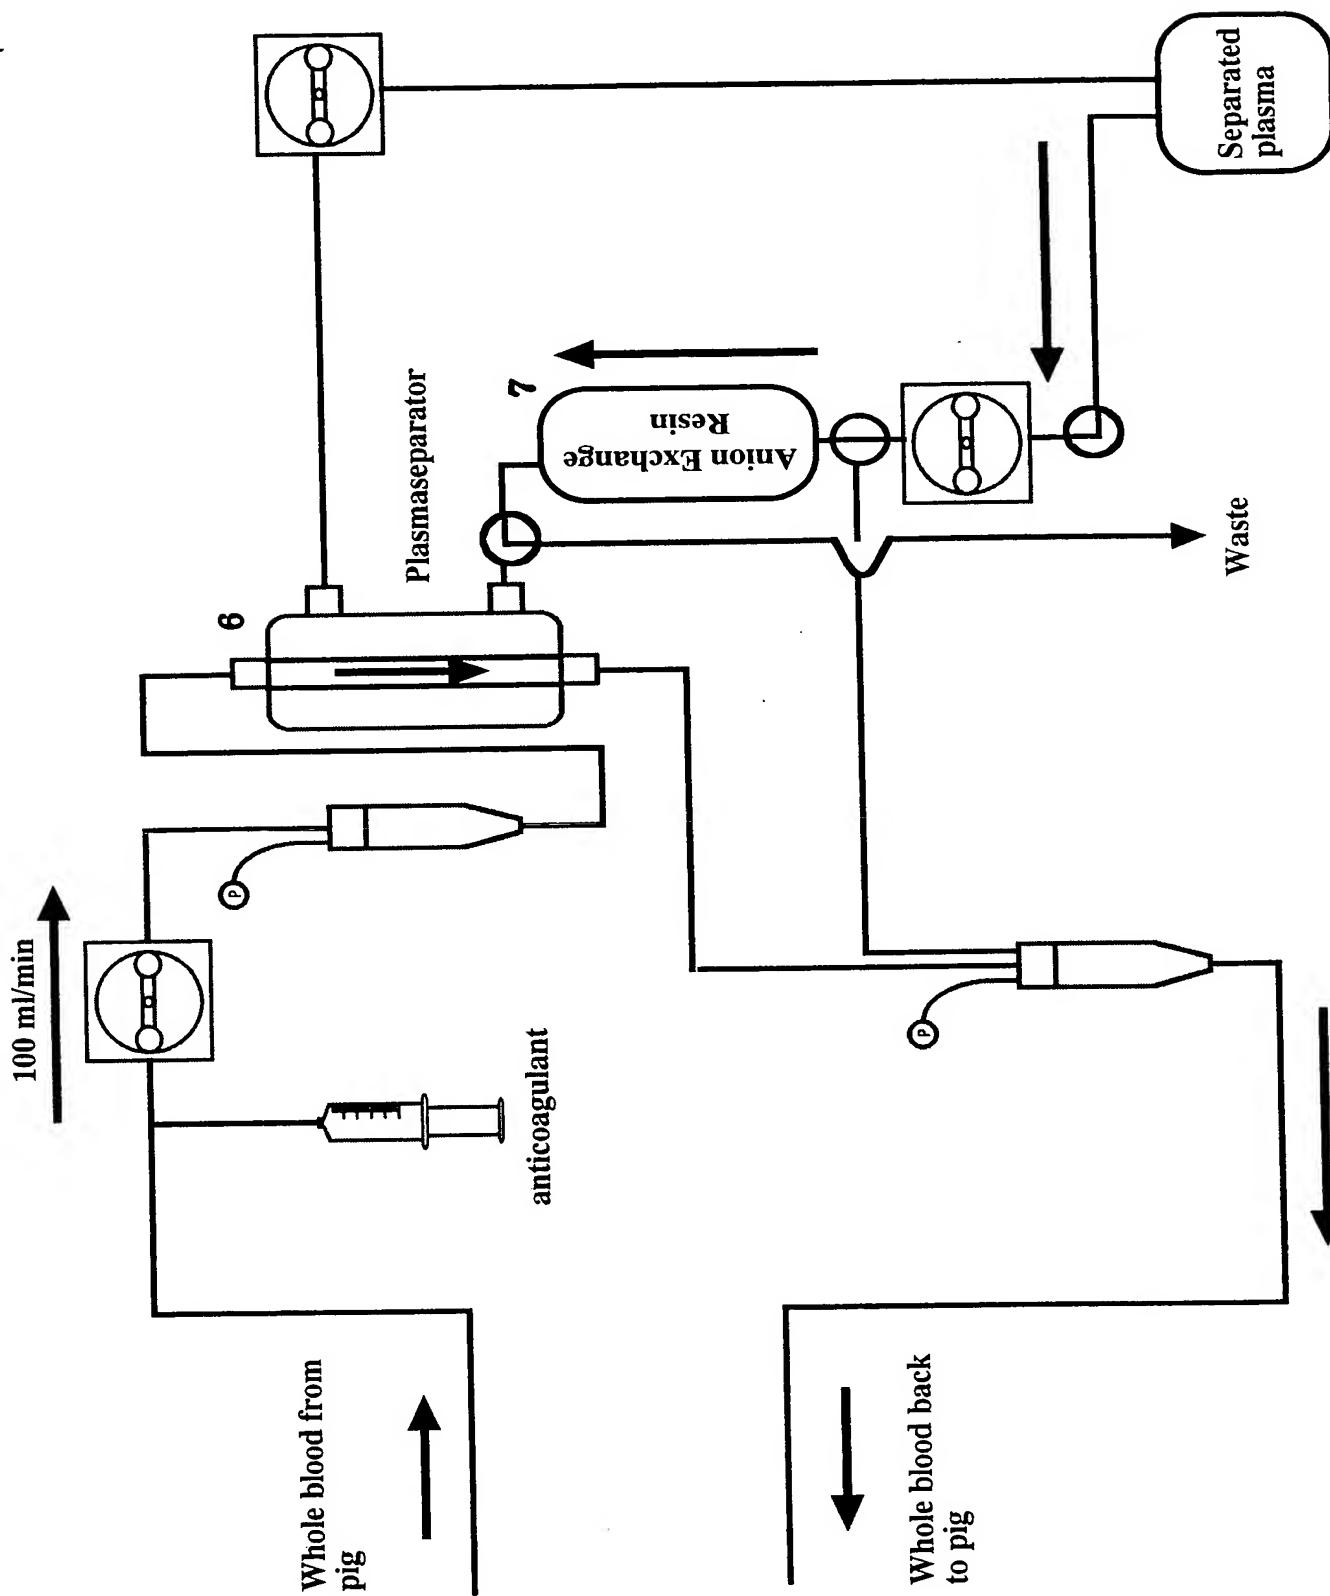 100 ml/min
Whole blood from
pig
anticoagulant
P
6
Plasmaseparator
7
Anion Exchange
Resin
Separated
plasma
Waste
P
Whole blood back
to pig